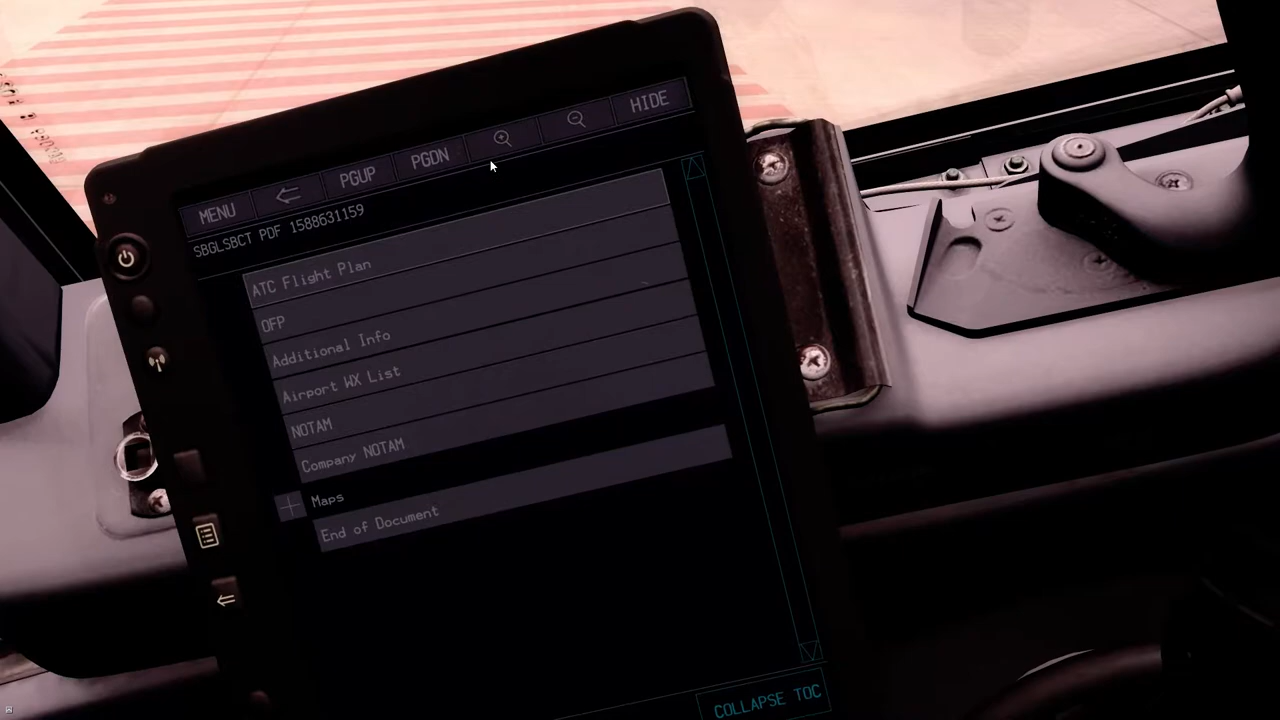 MENU
PGUP
PGDN
HIDE
SBGLSBCT PDF 1588631159
ATC Flight Plan
OFP
Additional Info
Airport WX List
NOTAM
Company NOTAM
Maps
End of Document
COLLAPSE TOC